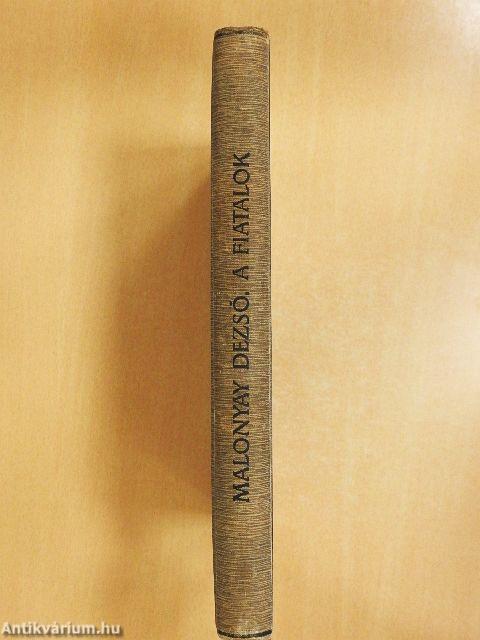 MALONYAY DEZSŐ. A FIATALOK
Antikvárium.hu